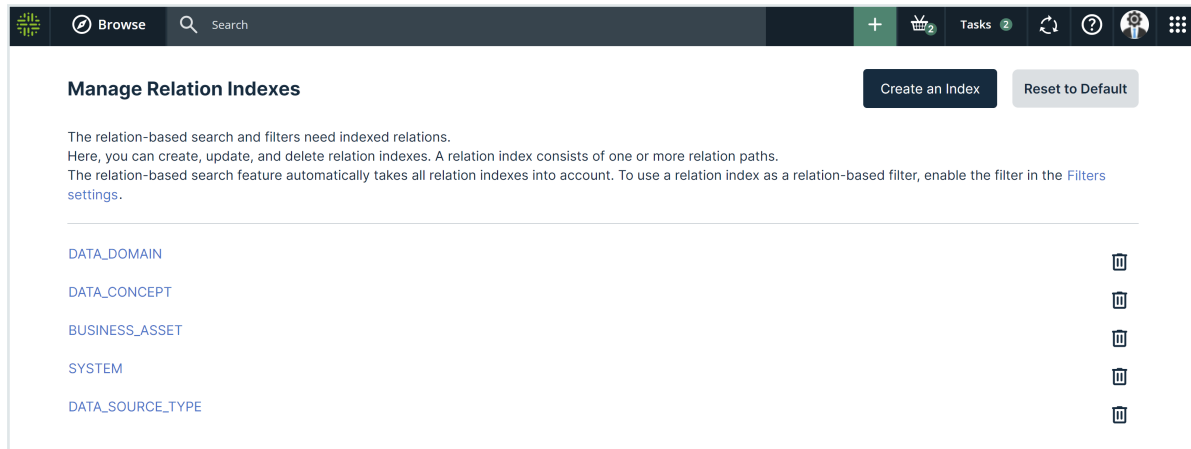 Browse
Search
2
Tasks 2
Manage Relation Indexes
Create an Index
Reset to Default
The relation-based search and filters need indexed relations.
Here, you can create, update, and delete relation indexes. A relation index consists of one or more relation paths.
The relation-based search feature automatically takes all relation indexes into account. To use a relation index as a relation-based filter, enable the filter in the Filters
settings.
DATA_DOMAIN
DATA_CONCEPT
BUSINESS_ASSET
SYSTEM
DATA_SOURCE_TYPE